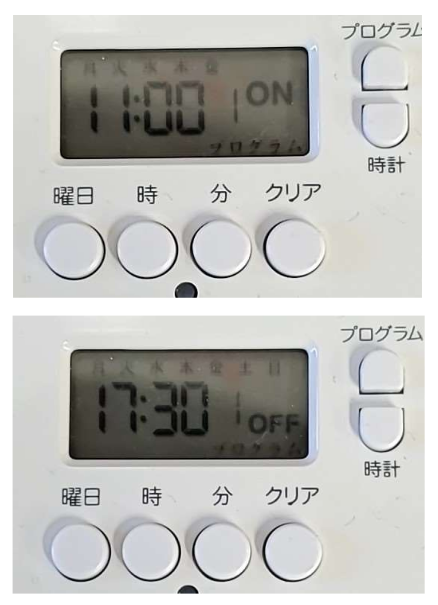 プログラム
月 火 水 木 金
11:00 1 ON
プログラム
時計
曜日 時 分 クリア
プログラム
月 火 水 木 金 土 日
17:30 1 OFF
プログラム
時計
曜日 時 分 クリア